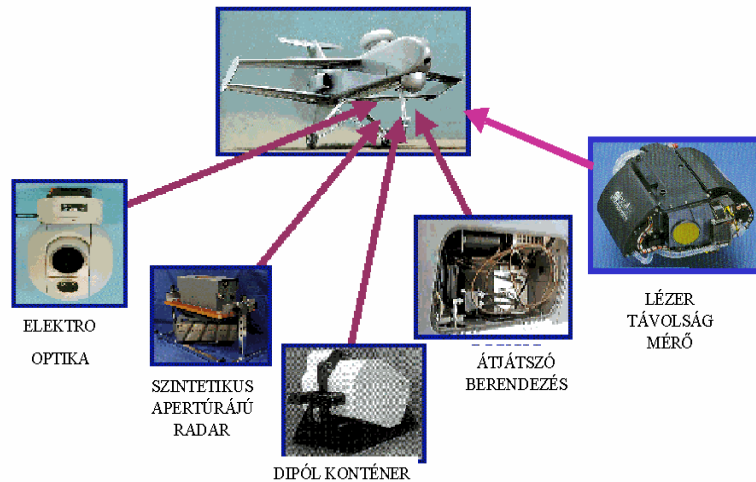 ELEKTRO
OPTIKA
SZINTETIKUS
APERTÚRÁJÚ
RADAR
DIPÓL KONTÉNER
ÁTJÁTSZÓ
BERENDEZÉS
LÉZER
TÁVOLSÁG
MÉRŐ